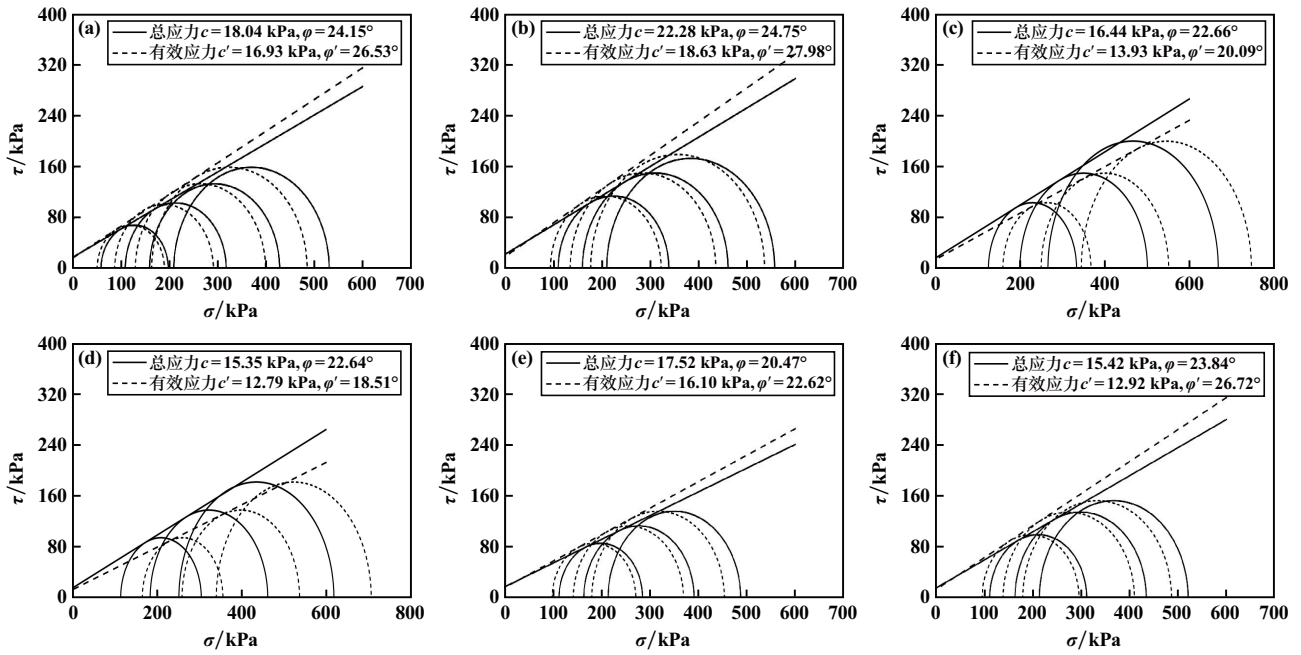 (a)
总应力c=18.04 kPa, φ=24.15°
有效应力c′=16.93 kPa, φ′=26.53°
400
320
240
160
80
0
τ/kPa
0 100 200 300 400 500 600 700
σ/kPa
(b)
总应力c=22.28 kPa, φ=24.75°
有效应力c′=18.63 kPa, φ′=27.98°
400
320
240
160
80
0
τ/kPa
0 100 200 300 400 500 600 700
σ/kPa
(c)
总应力c=16.44 kPa, φ=22.66°
有效应力c′=13.93 kPa, φ′=20.09°
400
320
240
160
80
0
τ/kPa
0 200 400 600 800
σ/kPa
(d)
总应力c=15.35 kPa, φ=22.64°
有效应力c′=12.79 kPa, φ′=18.51°
400
320
240
160
80
0
τ/kPa
0 200 400 600 800
σ/kPa
(e)
总应力c=17.52 kPa, φ=20.47
有效应力c′=16.10 kPa, φ′=22.62°
400
320
240
160
80
0
τ/kPa
0 100 200 300 400 500 600 700
σ/kPa
(f)
总应力c=15.42 kPa, φ=23.84°
有效应力c′=12.92 kPa, φ′=26.72°
400
320
240
160
80
0
τ/kPa
0 100 200 300 400 500 600 700
σ/kPa